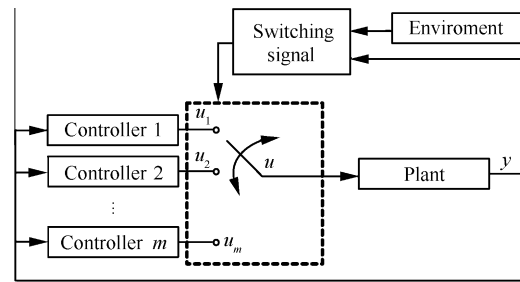 Switching
signal
Enviroment
Controller 1
u1
Controller 2
u2
u
Plant
y
⋮
Controller m
um